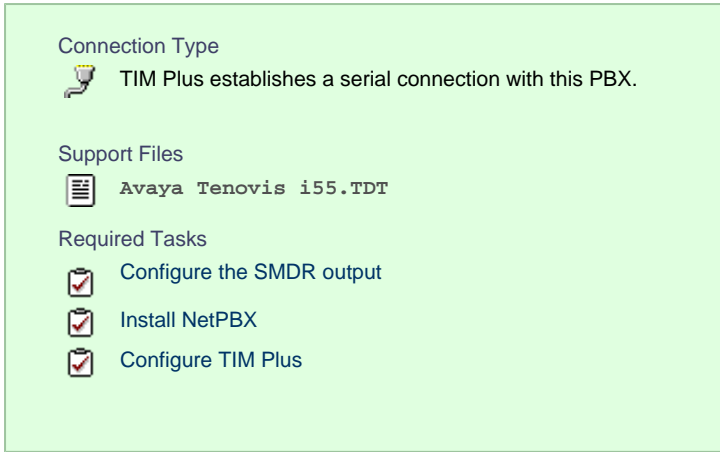 Connection Type
TIM Plus establishes a serial connection with this PBX.
Support Files
Avaya Tenovis i55.TDT
Required Tasks
Configure the SMDR output
Install NetPBX
Configure TIM Plus